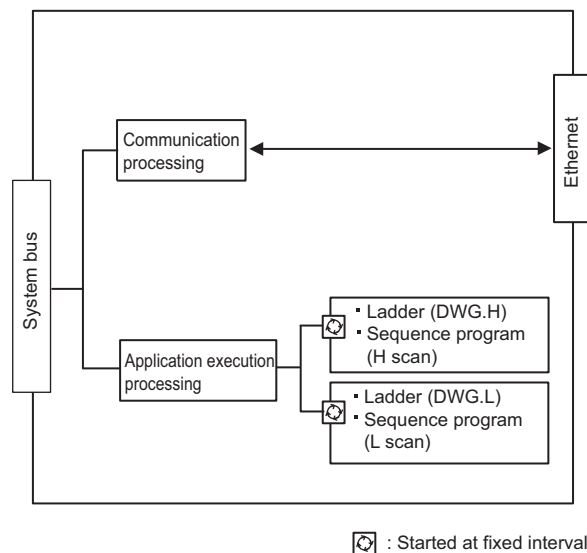 Communication
processing
Ethernet
System bus
Application execution
processing
・Ladder (DWG.H)
・Sequence program
(H scan)
・Ladder (DWG.L)
・Sequence program
(L scan)
: Started at fixed interval